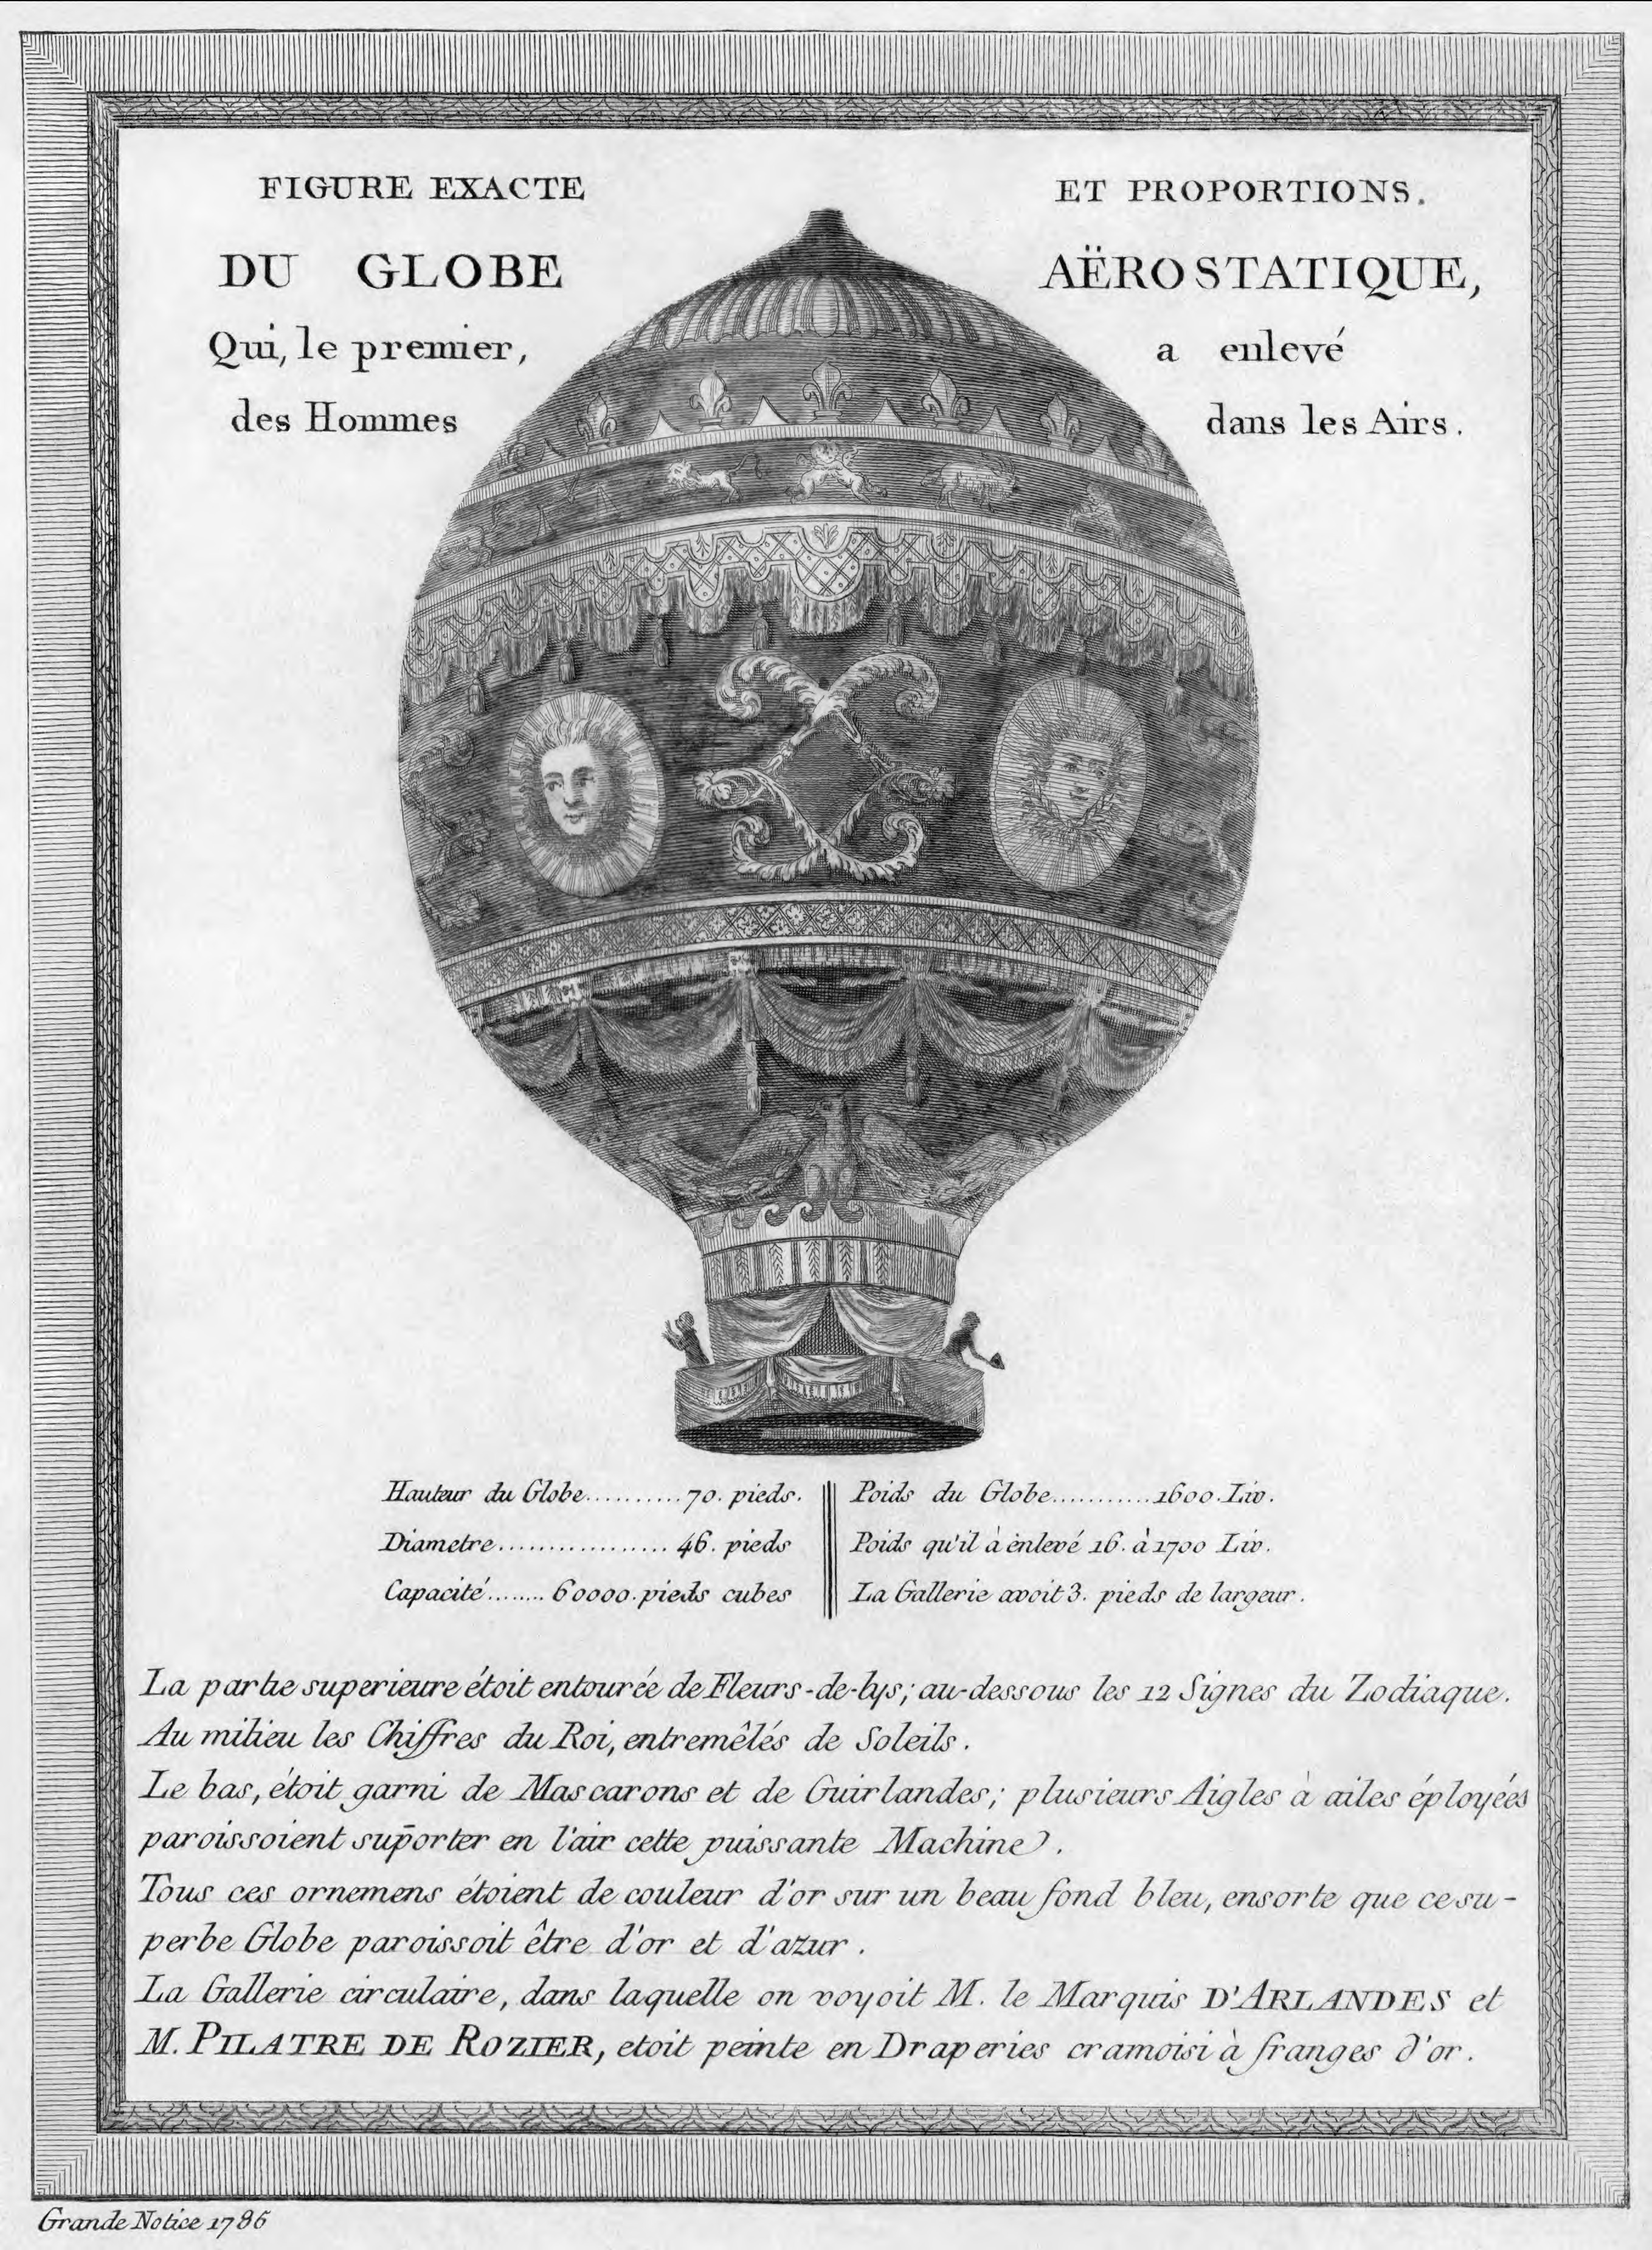 FIGURE EXACTE ET PROPORTIONS.
DU GLOBE AËROSTATIQUE,
Qui, le premier, a enlevé
des Hommes dans les Airs.
Hauteur du Globe...........70. pieds.
Diametre................. 46. pieds
Capacité....... 60000. pieds cubes
Poids du Globe...........1600. Liv.
Poids qu'il à enlevé 16. à 1700 Liv.
La Gallerie avoit 3. pieds de largeur.
La partie superieure étoit entourée de Fleurs-de-lys; au-dessous les 12 Signes du Zodiaque.
Au milieu les Chiffres du Roi, entremêlés de Soleils.
Le bas, étoit garni de Mascarons et de Guirlandes; plusieurs Aigles à ailes éployées
paroissoient sup̄orter en l'air cette puissante Machine.
Tous ces ornemens étoient de couleur d'or sur un beau fond bleu, ensorte que ce su-
perbe Globe paroissoit être d'or et d'azur.
La Gallerie circulaire, dans laquelle on voyoit M. le Marquis D'ARLANDES et
M. PILATRE DE ROZIER, etoit peinte en Draperies cramoisi à franges d'or.
Grande Notice 1786